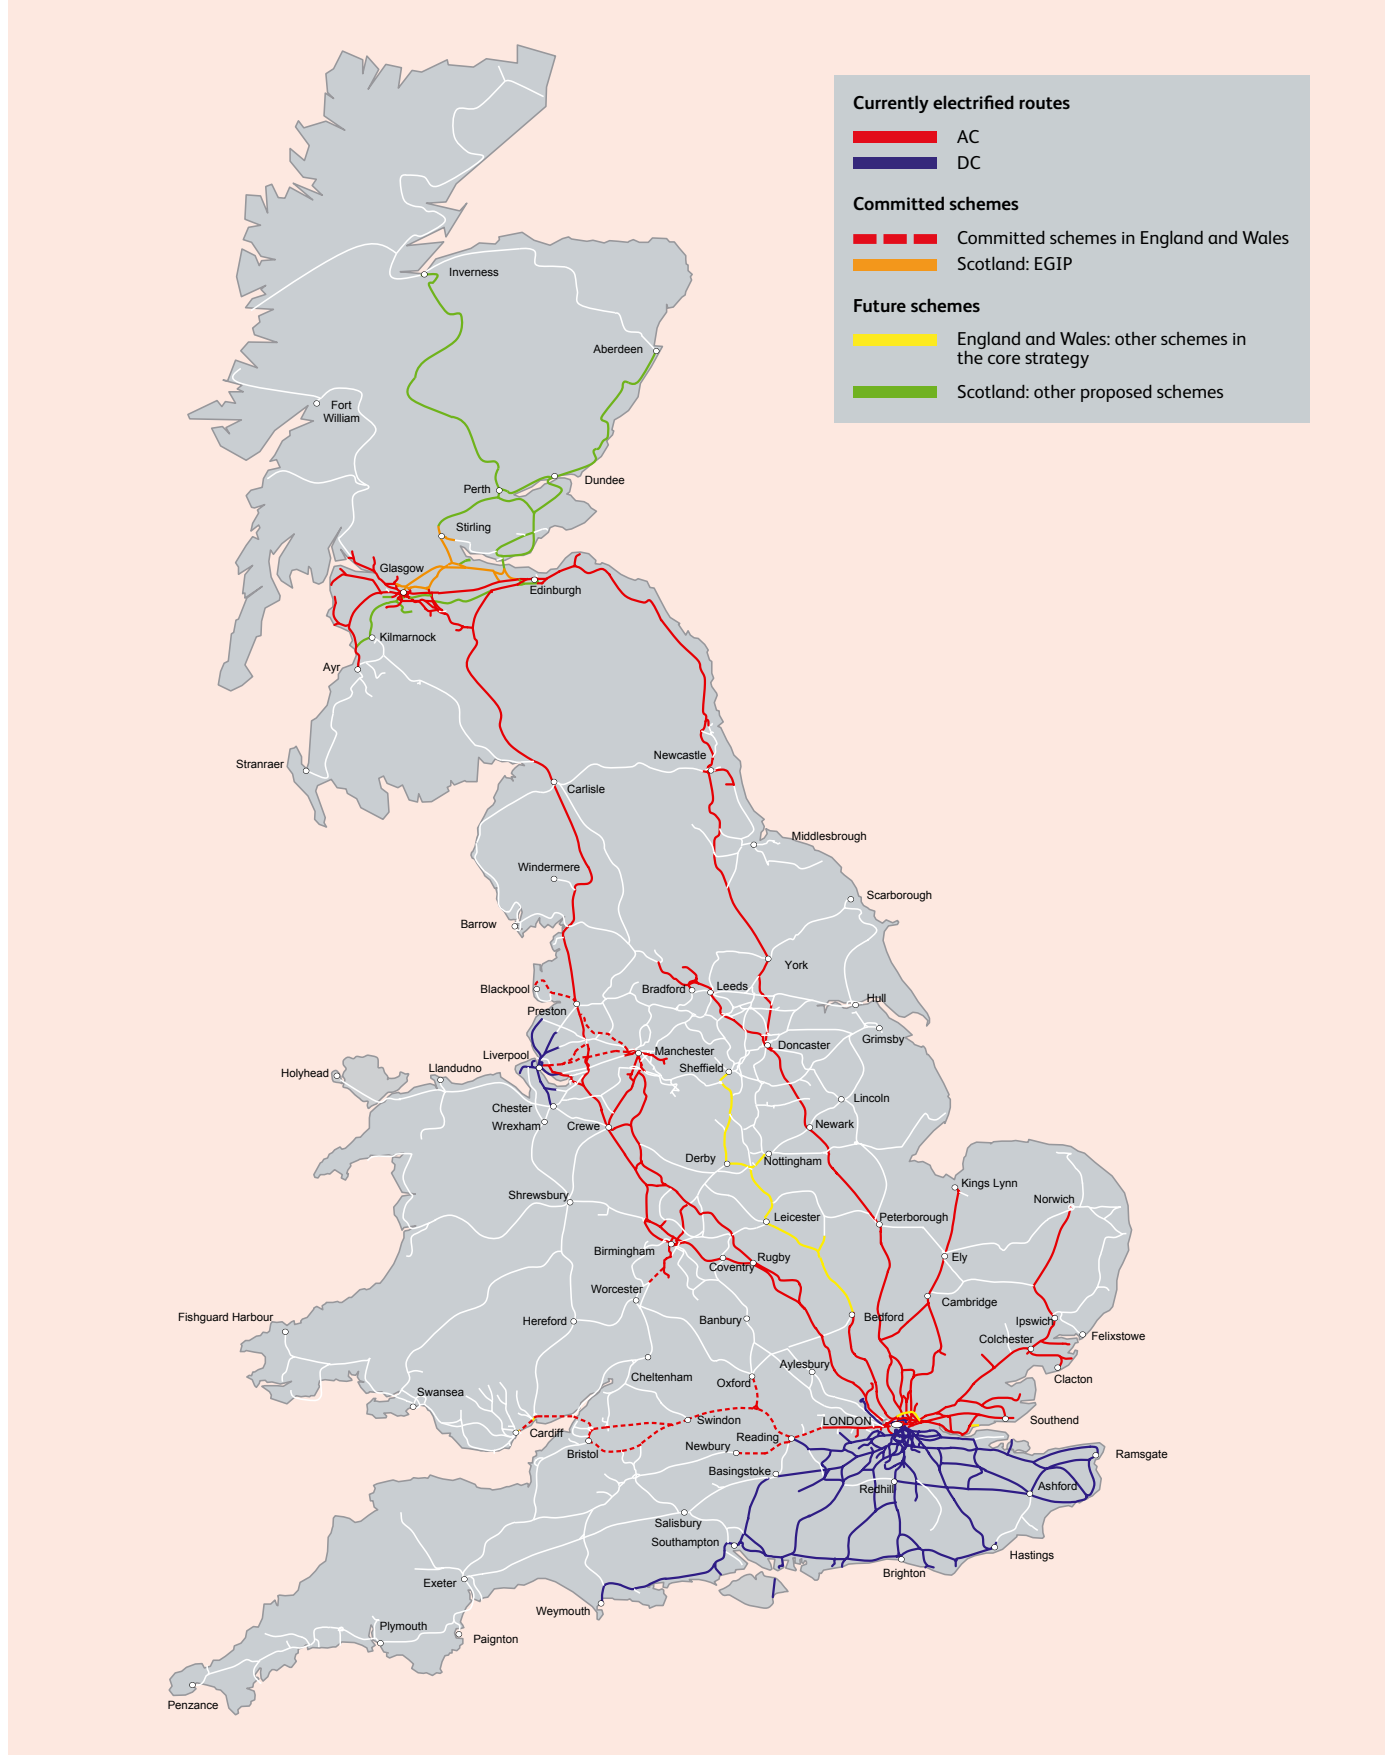 Currently electrified routes
AC
DC
Committed schemes
Committed schemes in England and Wales
Scotland: EGIP
Future schemes
England and Wales: other schemes in
the core strategy
Scotland: other proposed schemes
Inverness
Aberdeen
Fort
William
Dundee
Perth
Stirling
Glasgow
Edinburgh
Kilmarnock
Ayr
Stranraer
Newcastle
Carlisle
Middlesbrough
Windermere
Scarborough
Barrow
York
Blackpool
Bradford
Leeds
Hull
Preston
Grimsby
Doncaster
Manchester
Liverpool
Sheffield
Holyhead
Llandudno
Lincoln
Chester
Wrexham
Crewe
Newark
Derby
Nottingham
Kings Lynn
Shrewsbury
Norwich
Leicester
Peterborough
Birmingham
Rugby
Ely
Coventry
Worcester
Cambridge
Fishguard Harbour
Hereford
Banbury
Bedford
Ipswich
Felixstowe
Colchester
Aylesbury
Cheltenham
Oxford
Clacton
Swansea
Swindon
LONDON
Southend
Cardiff
Reading
Newbury
Bristol
Ramsgate
Basingstoke
Redhill
Ashford
Salisbury
Southampton
Hastings
Brighton
Exeter
Weymouth
Plymouth
Paignton
Penzance